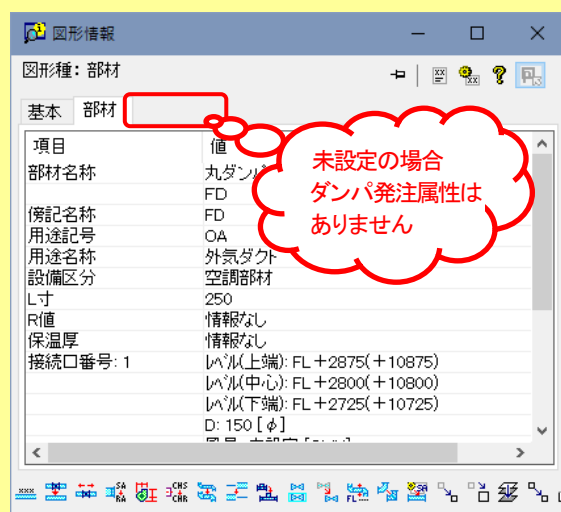 図形情報
図形種：部材
基本 部材
項目 値
部材名称 丸ダンパ
FD
傍記名称 FD
用途記号 OA
用途名称 外気ダクト
設備区分 空調部材
L寸 250
R値 情報なし
保温厚 情報なし
接続口番号: 1 ﾚﾍﾞﾙ(上端): FL＋2875(＋10875)
ﾚﾍﾞﾙ(中心): FL＋2800(＋10800)
ﾚﾍﾞﾙ(下端): FL＋2725(＋10725)
D: 150 [φ]
未設定の場合
ダンパ発注属性は
ありません